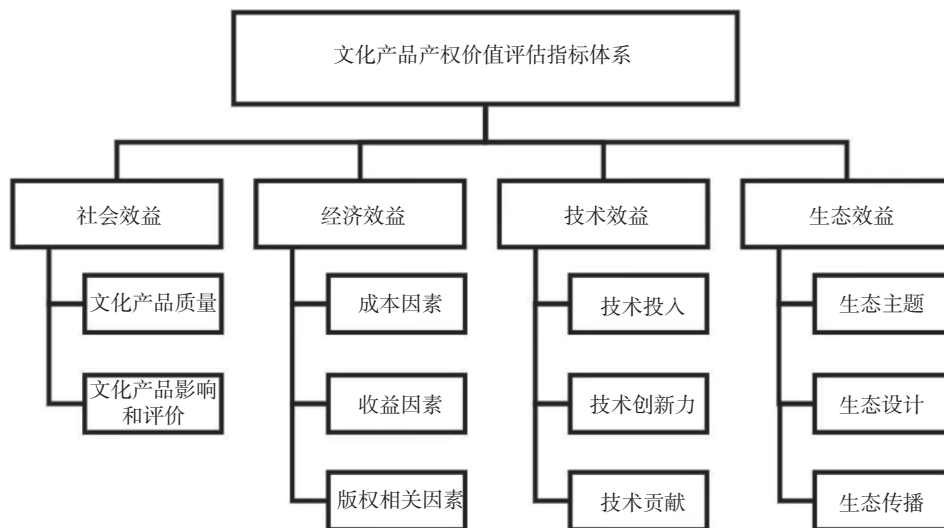 文化产品产权价值评估指标体系
社会效益
经济效益
技术效益
生态效益
文化产品质量
成本因素
技术投入
生态主题
文化产品影响
和评价
收益因素
技术创新力
生态设计
版权相关因素
技术贡献
生态传播